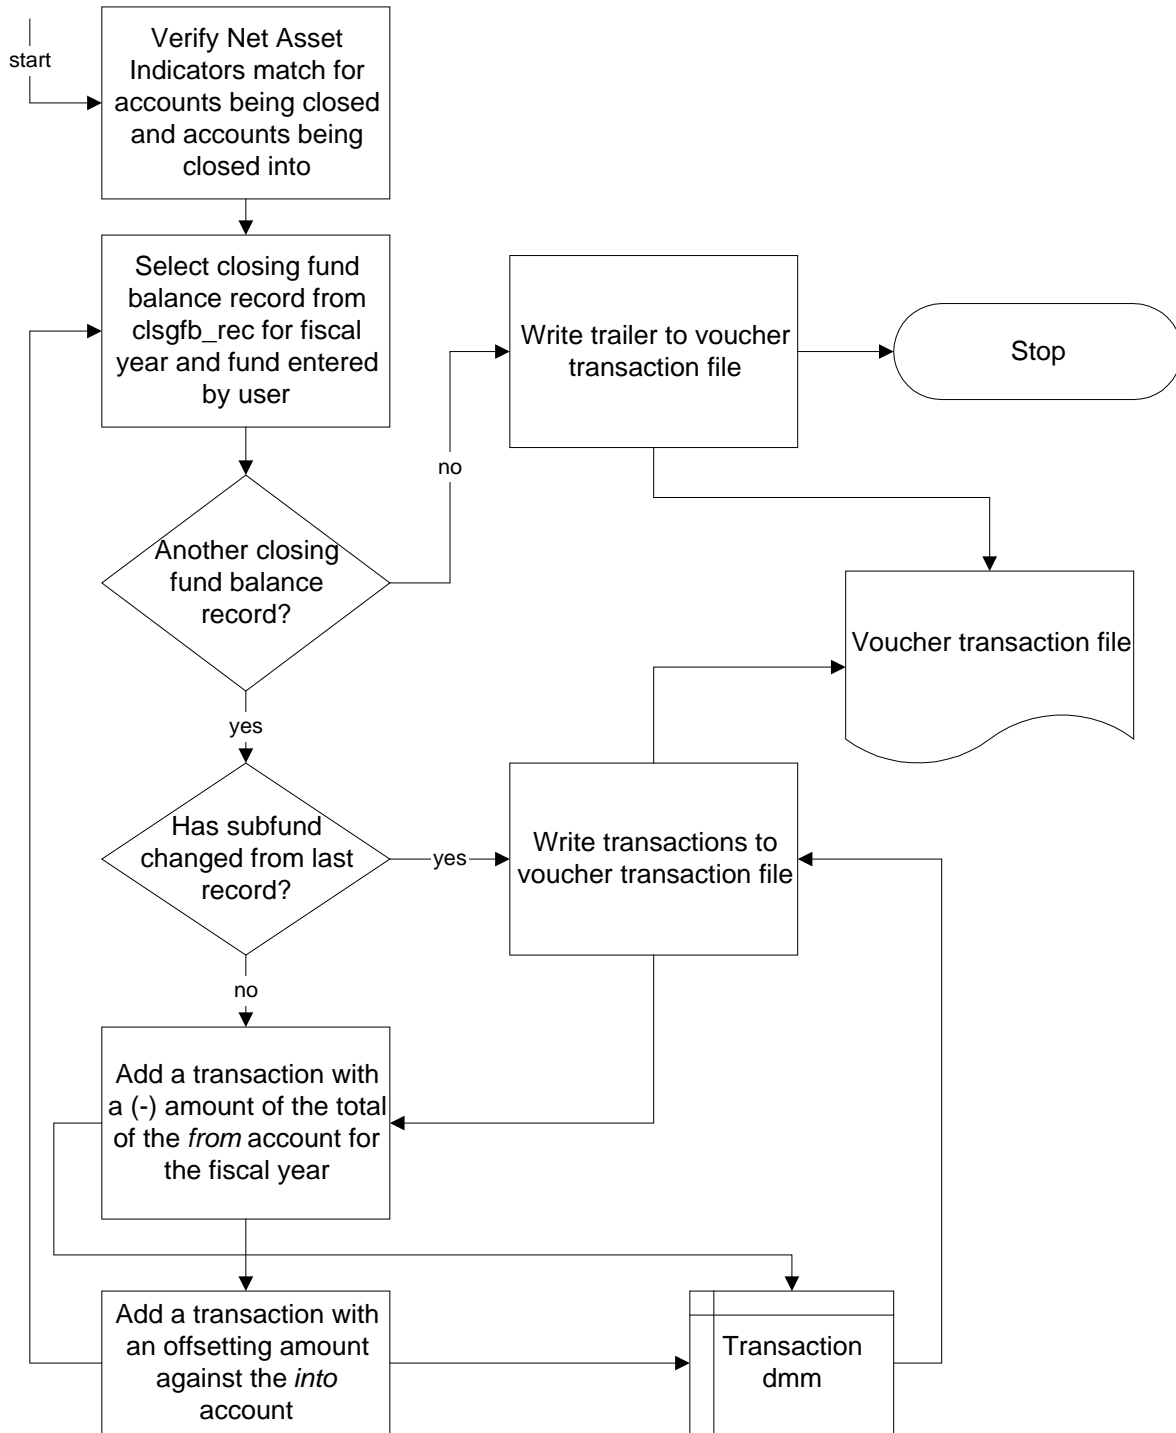 start
Verify Net Asset
Indicators match for
accounts being closed
and accounts being
closed into
Select closing fund
balance record from
clsgfb_rec for fiscal
year and fund entered
by user
Write trailer to voucher
transaction file
Stop
no
Another closing
fund balance
record?
Voucher transaction file
yes
Has subfund
changed from last
record?
yes
Write transactions to
voucher transaction file
no
Add a transaction with
a (-) amount of the total
of the from account for
the fiscal year
Add a transaction with
an offsetting amount
against the into
account
Transaction
dmm